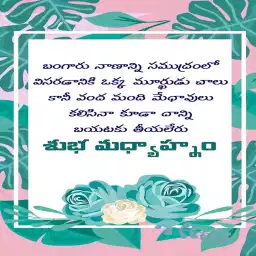 బంగారు నాణాన్ని సముద్రంలో
విసరడానికి ఒక్క మూర్ఖుడు చాలు
కానీ వంద మంది మేధావులు
కలిసినా కూడా దాన్ని
బయటకు తీయలేరు
శుభ మధ్యాహ్నం